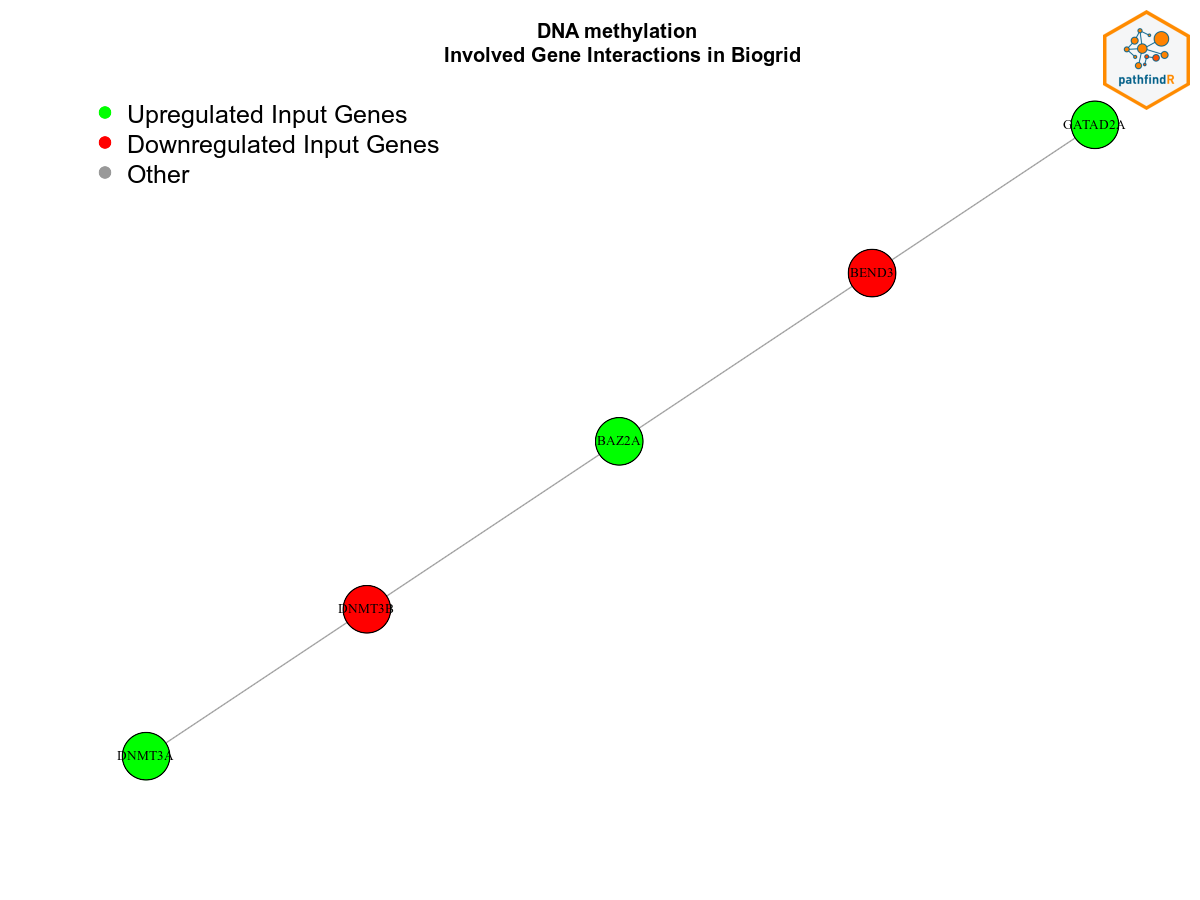 DNA methylation
Involved Gene Interactions in Biogrid
pathfindR
Upregulated Input Genes
Downregulated Input Genes
Other
GATAD2A
BEND3
BAZ2A
DNMT3B
DNMT3A